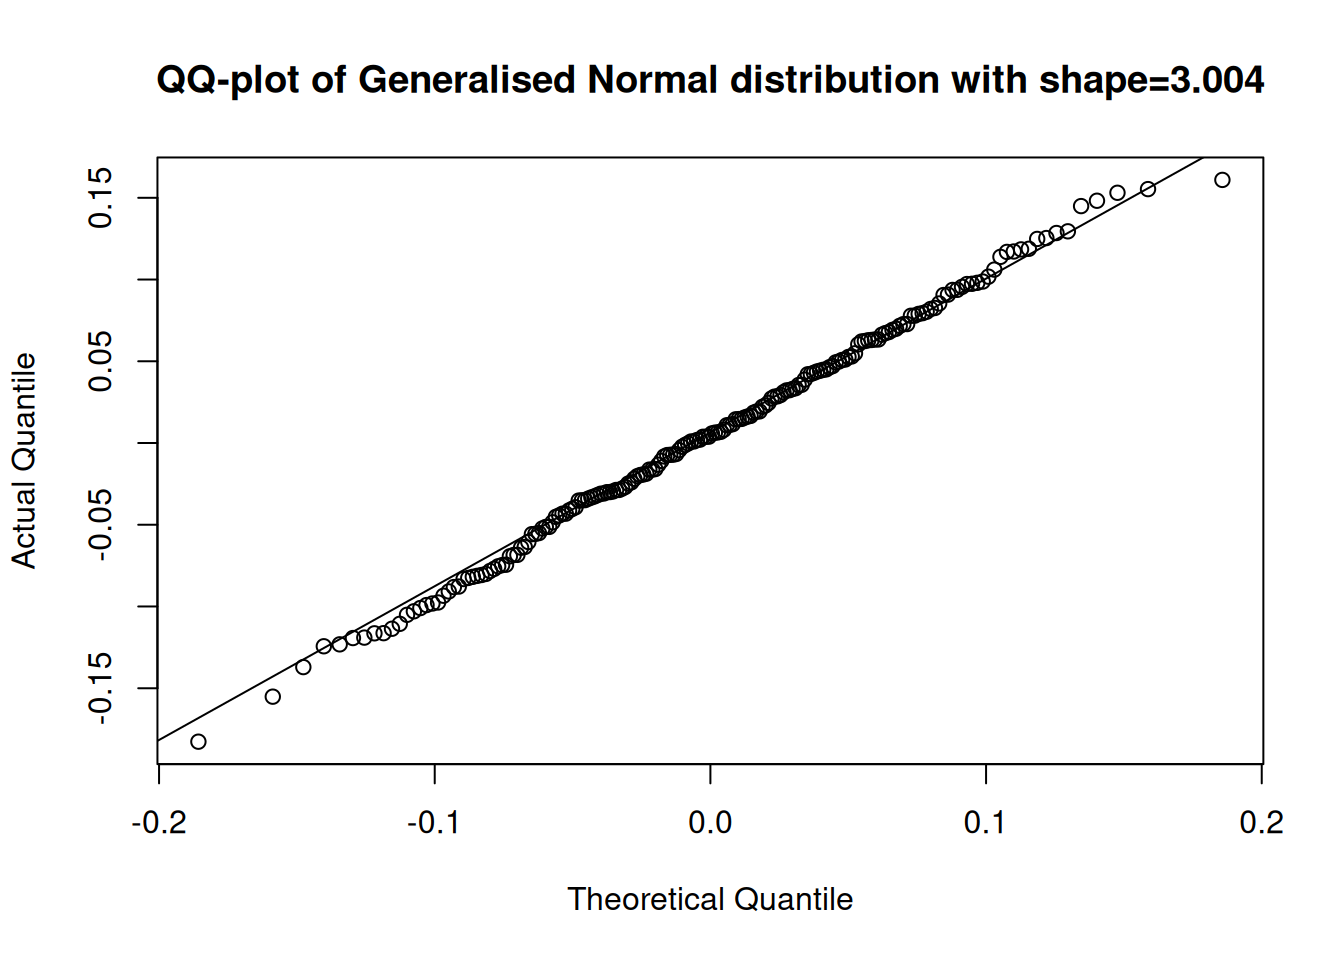 QQ-plot of Generalised Normal distribution with shape=3.004
Actual Quantile
0.15
0.05
-0.05
-0.15
-0.2 -0.1 0.0 0.1 0.2
Theoretical Quantile